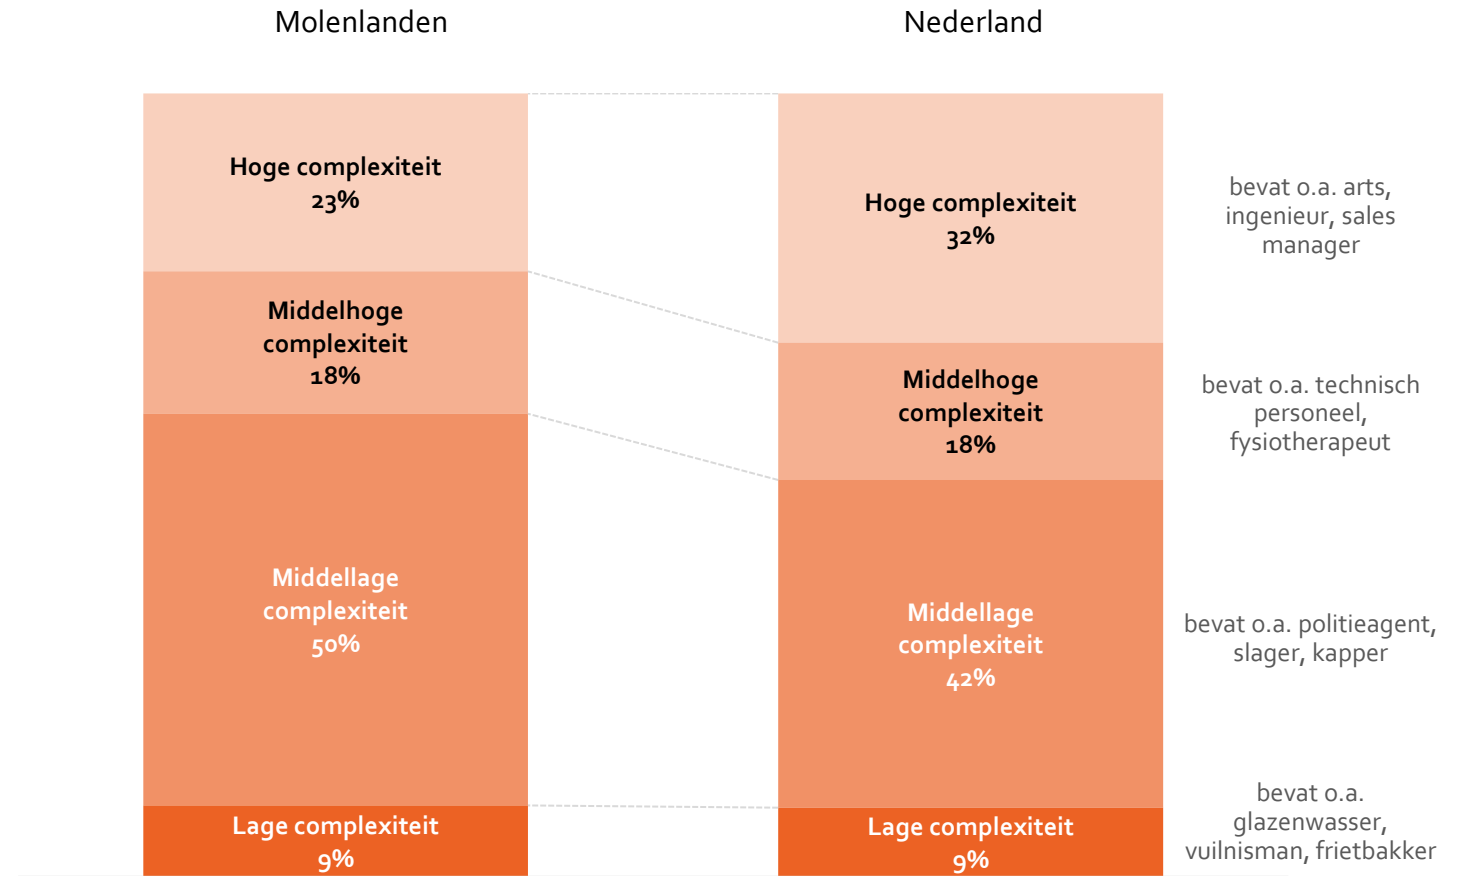 Molenlanden
Nederland
Hoge complexiteit
23%
Middelhoge
complexiteit
18%
Middellage
complexiteit
50%
Lage complexiteit
9%
Hoge complexiteit
32%
Middelhoge
complexiteit
18%
Middellage
complexiteit
42%
Lage complexiteit
9%
bevat o.a. arts,
ingenieur, sales
manager
bevat o.a. technisch
personeel,
fysiotherapeut
bevat o.a. politieagent,
slager, kapper
bevat o.a.
glazenwasser,
vuilnisman, frietbakker